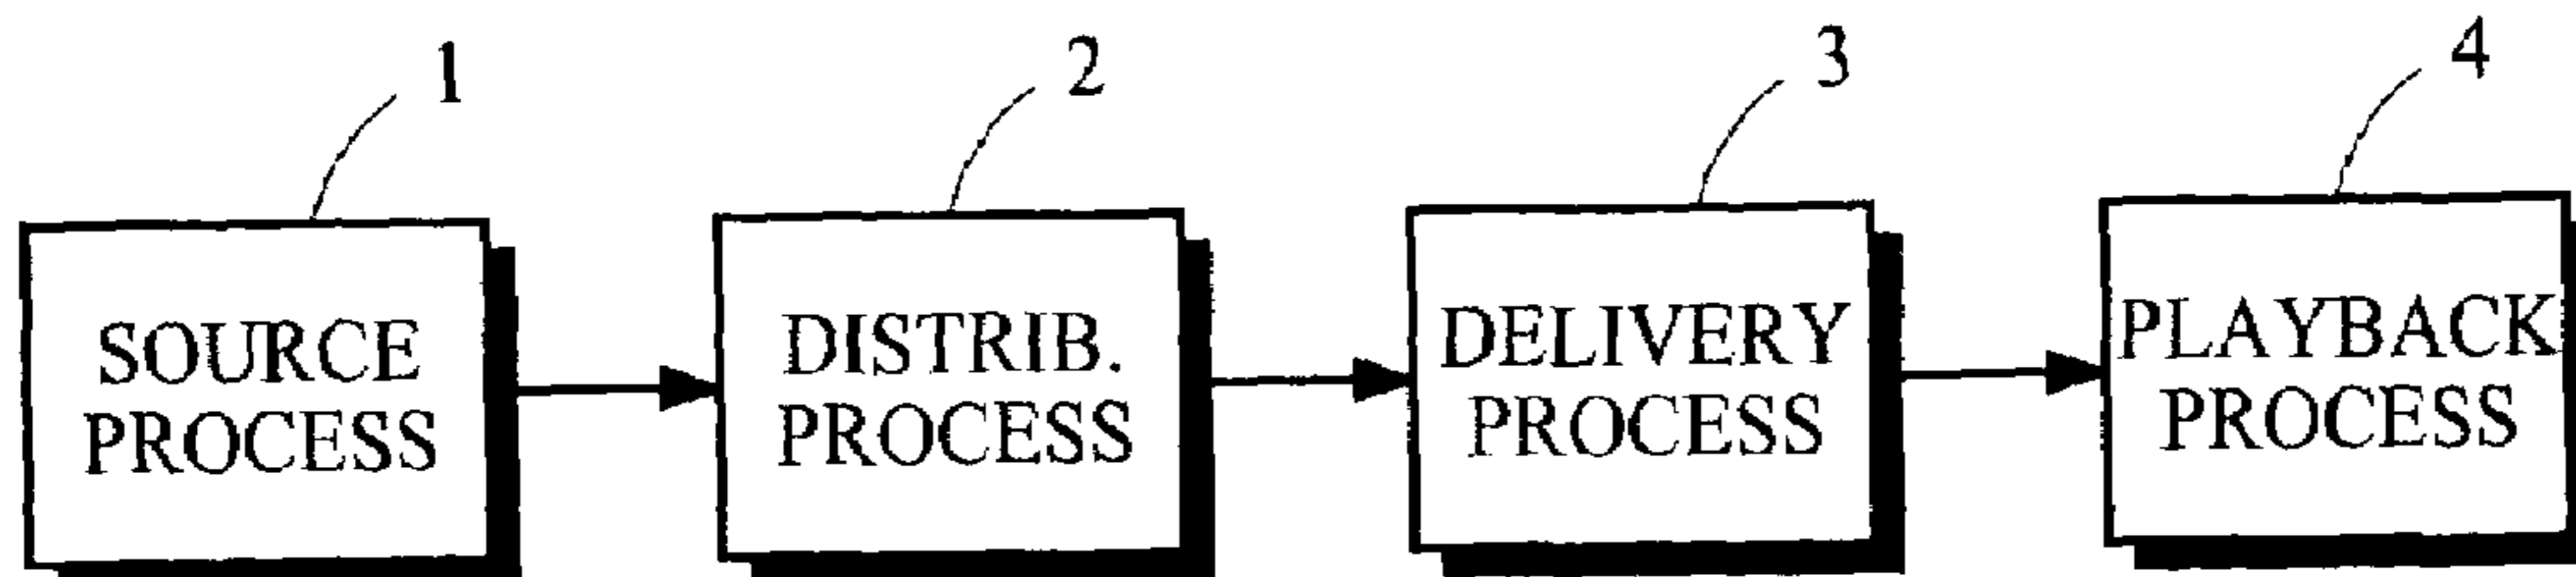 1
2
3
4
SOURCE
PROCESS
DISTRIB.
PROCESS
DELIVERY
PROCESS
PLAYBACK
PROCESS